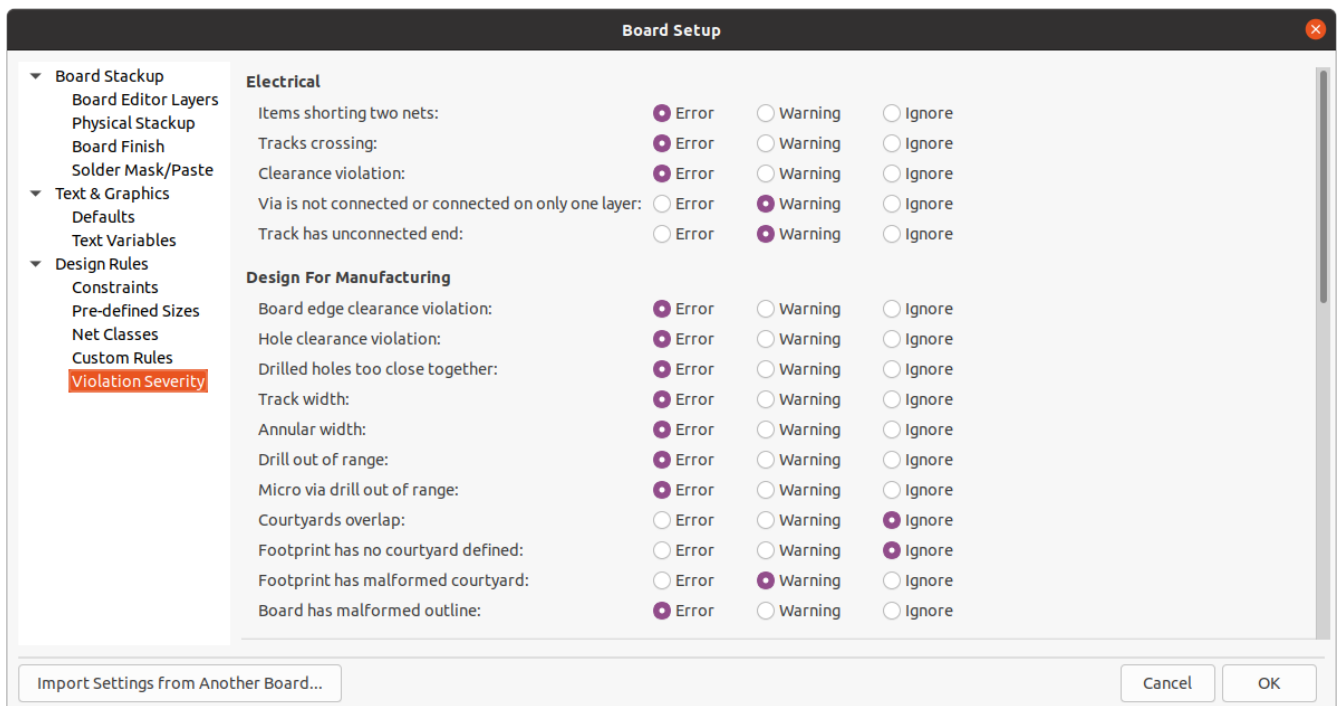 Board Setup
Board Stackup
Board Editor Layers
Physical Stackup
Board Finish
Solder Mask/Paste
Text & Graphics
Defaults
Text Variables
Design Rules
Constraints
Pre-defined Sizes
Net Classes
Custom Rules
Violation Severity
Electrical
Items shorting two nets: Error Warning Ignore
Tracks crossing: Error Warning Ignore
Clearance violation: Error Warning Ignore
Via is not connected or connected on only one layer: Error Warning Ignore
Track has unconnected end: Error Warning Ignore
Design For Manufacturing
Board edge clearance violation: Error Warning Ignore
Hole clearance violation: Error Warning Ignore
Drilled holes too close together: Error Warning Ignore
Track width: Error Warning Ignore
Annular width: Error Warning Ignore
Drill out of range: Error Warning Ignore
Micro via drill out of range: Error Warning Ignore
Courtyards overlap: Error Warning Ignore
Footprint has no courtyard defined: Error Warning Ignore
Footprint has malformed courtyard: Error Warning Ignore
Board has malformed outline: Error Warning Ignore
Import Settings from Another Board... Cancel OK